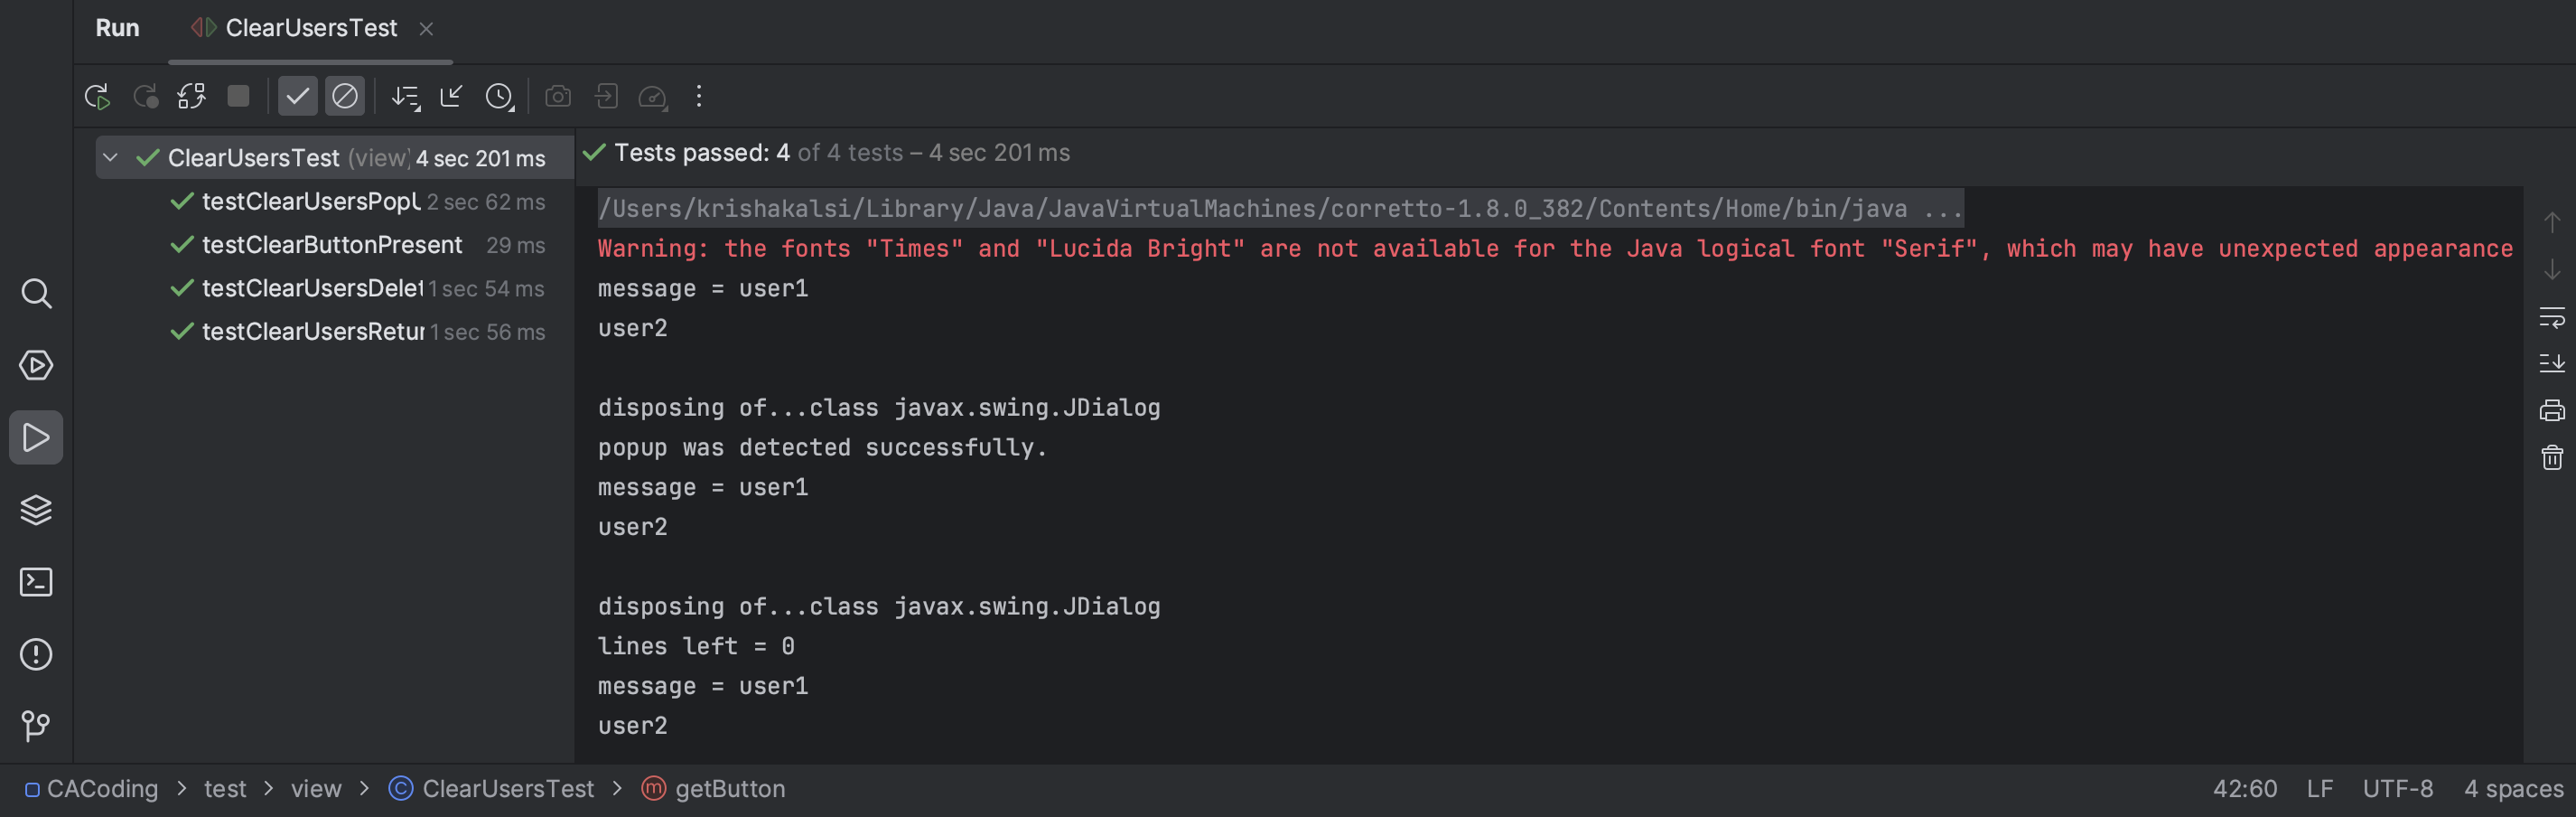 Run ClearUsersTest
ClearUsersTest (view) 4 sec 201 ms
testClearUsersPopU 2 sec 62 ms
testClearButtonPresent 29 ms
testClearUsersDelet 1 sec 54 ms
testClearUsersRetur 1 sec 56 ms
Tests passed: 4 of 4 tests – 4 sec 201 ms
/Users/krishakalsi/Library/Java/JavaVirtualMachines/corretto-1.8.0_382/Contents/Home/bin/java ...
Warning: the fonts "Times" and "Lucida Bright" are not available for the Java logical font "Serif", which may have unexpected appearance
message = user1
user2
disposing of...class javax.swing.JDialog
popup was detected successfully.
message = user1
user2
disposing of...class javax.swing.JDialog
lines left = 0
message = user1
user2
CACoding > test > view > ClearUsersTest > getButton 42:60 LF UTF-8 4 spaces